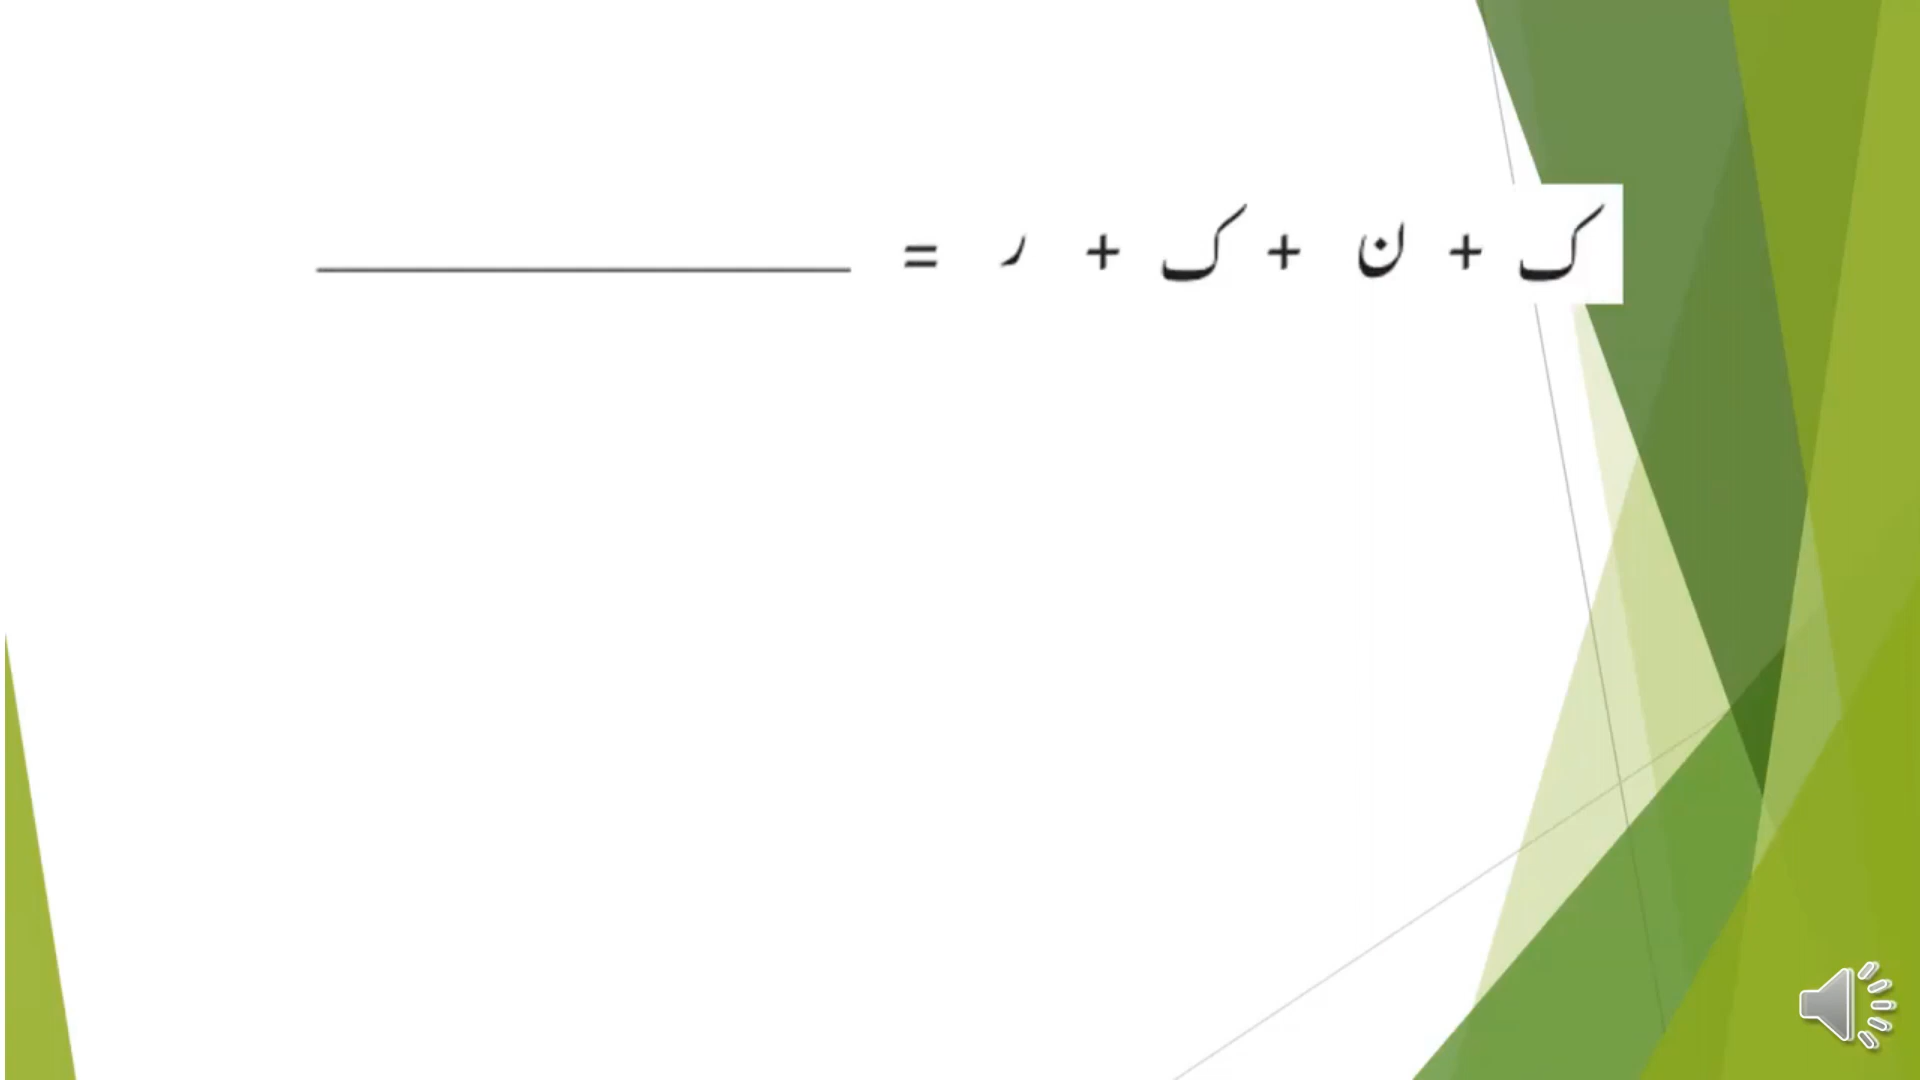 ک + ن + ک + ر = ____________